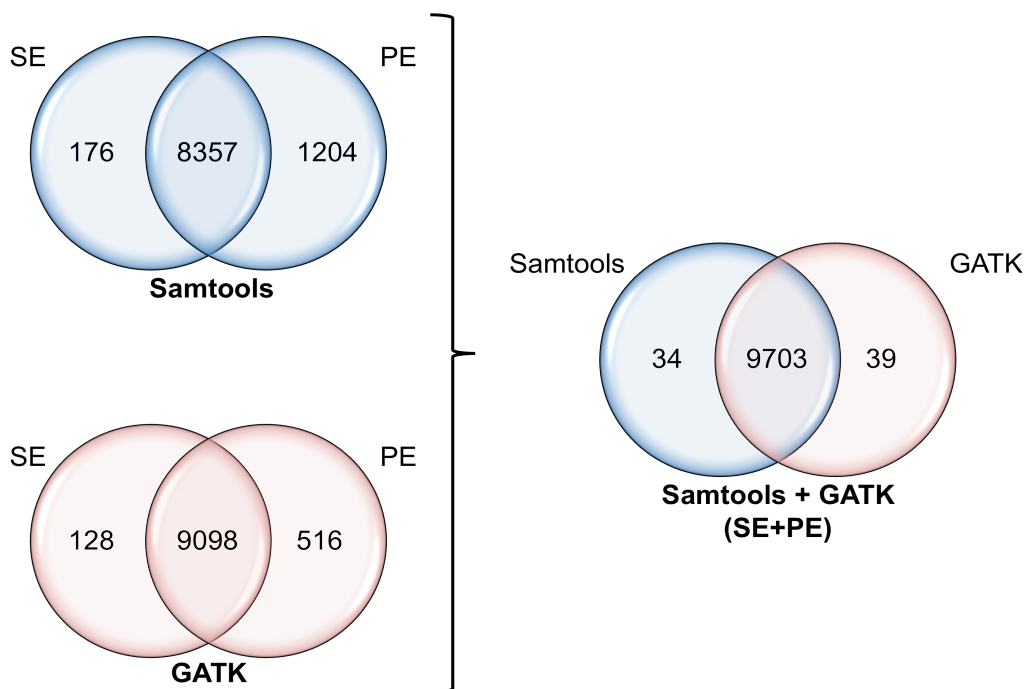 SE
PE
176
8357
1204
Samtools
SE
PE
128
9098
516
GATK
Samtools
GATK
34
9703
39
Samtools + GATK
(SE+PE)